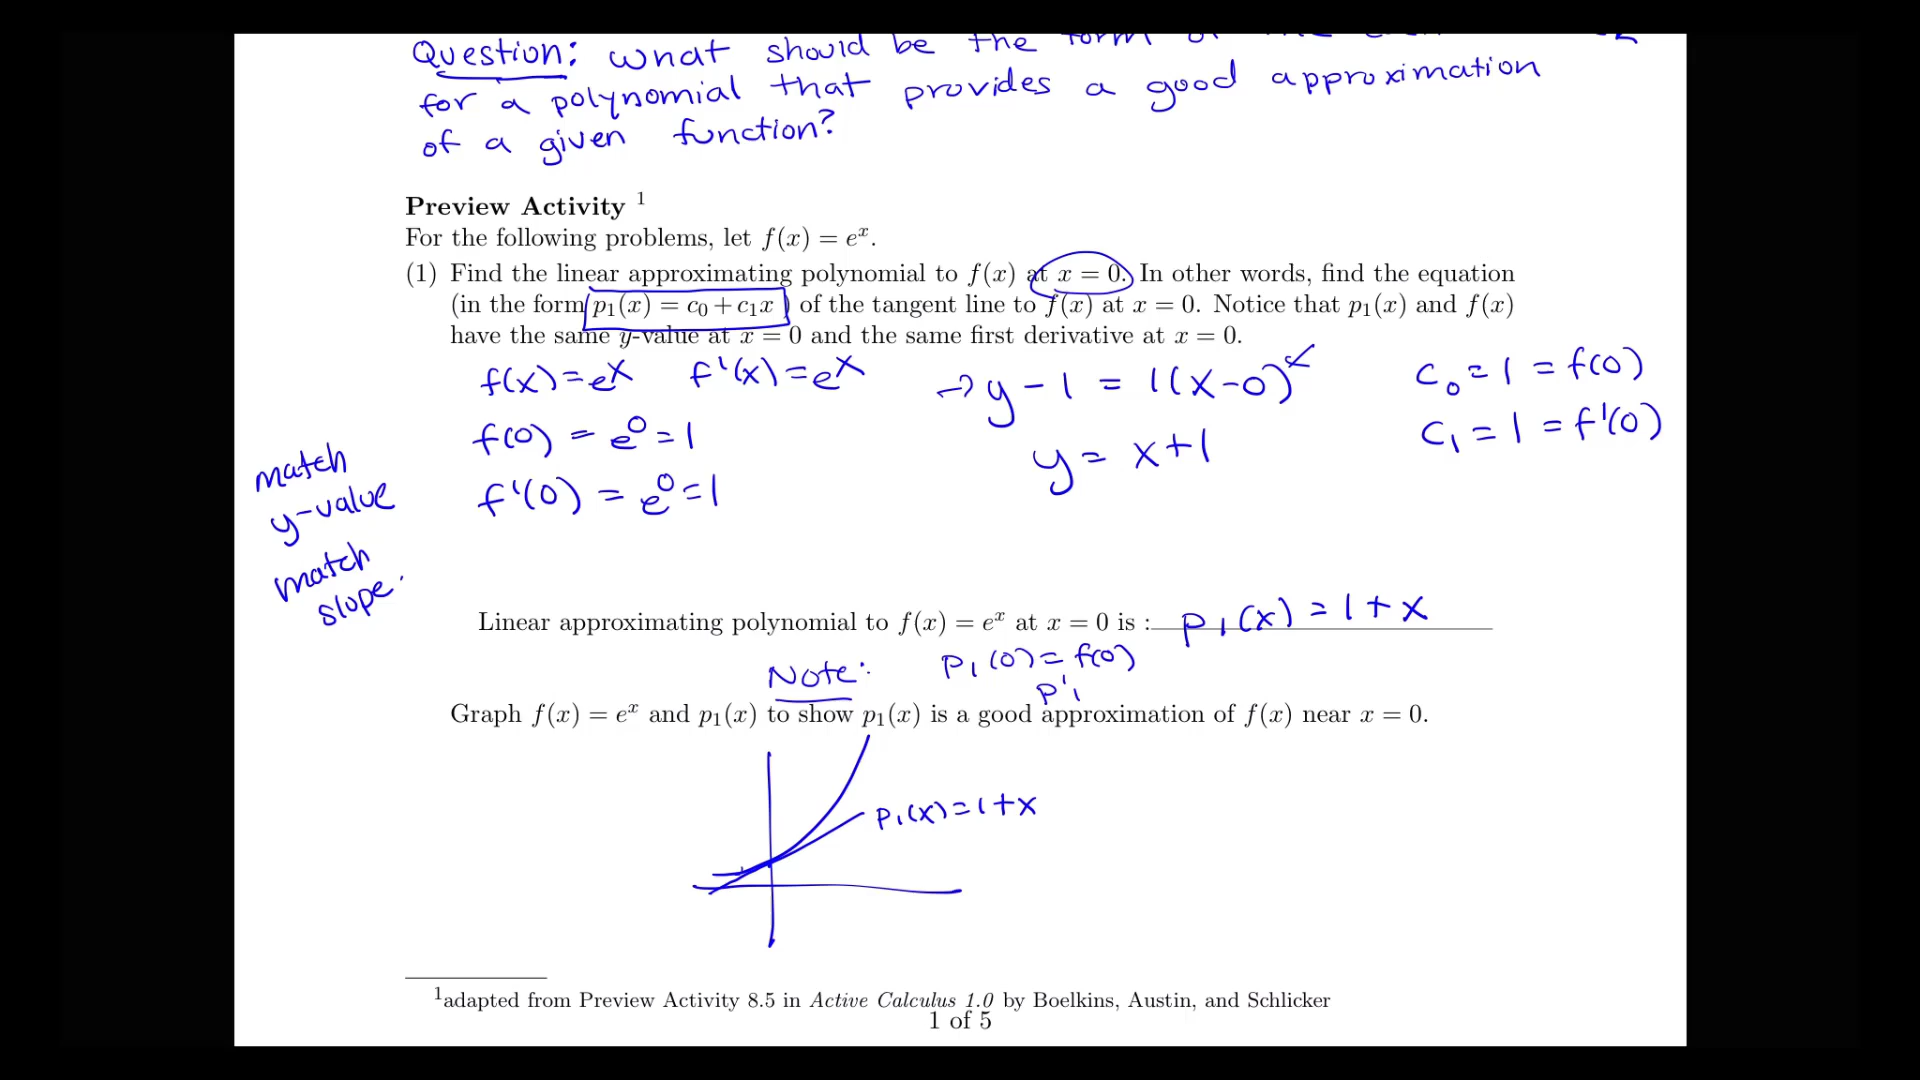 Question: What should be the form of
for a polynomial that provides a good approximation
of a given function?
Preview Activity 1
For the following problems, let f(x) = e^x.
(1) Find the linear approximating polynomial to f(x) at x = 0. In other words, find the equation
(in the form p₁(x) = c₀ + c₁x ) of the tangent line to f(x) at x = 0. Notice that p₁(x) and f(x)
have the same y-value at x = 0 and the same first derivative at x = 0.
f(x) = e^x f'(x) = e^x → y - 1 = 1(x-0) c₀ = 1 = f(0)
f(0) = e^0 = 1 y = x+1 c₁ = 1 = f'(0)
f'(0) = e^0 = 1
match
y-value
match
slope.
Linear approximating polynomial to f(x) = e^x at x = 0 is : p₁(x) = 1 + x
Note: p₁(0) = f(0)
p'₁
Graph f(x) = e^x and p₁(x) to show p₁(x) is a good approximation of f(x) near x = 0.
p₁(x) = 1+x
1 adapted from Preview Activity 8.5 in Active Calculus 1.0 by Boelkins, Austin, and Schlicker
1 of 5